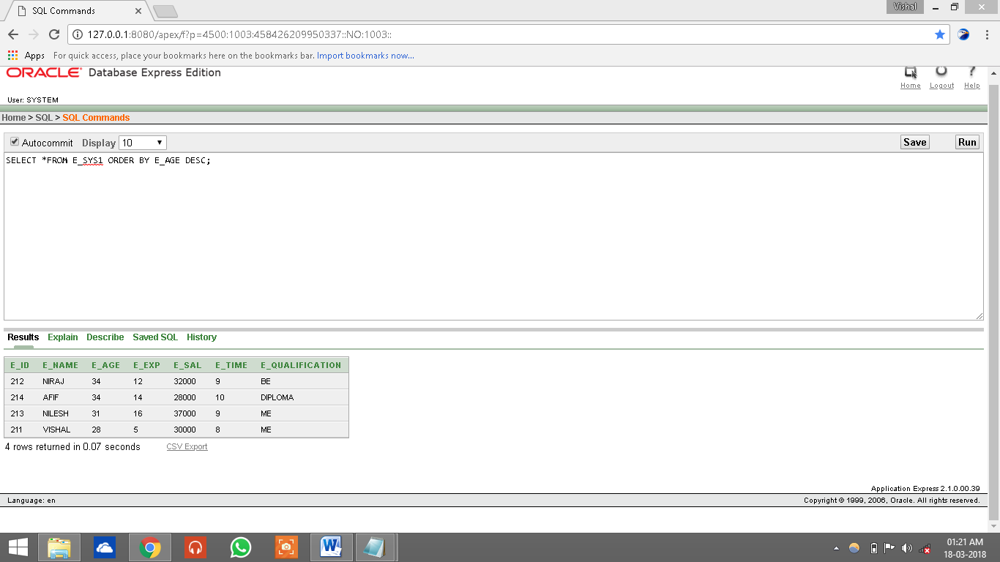 SQL Commands
Vishal
127.0.0.1:8080/apex/f?p=4500:1003:458426209950337::NO:1003::
Apps For quick access, place your bookmarks here on the bookmarks bar. Import bookmarks now...
ORACLE® Database Express Edition
Home Logout Help
User: SYSTEM
Home > SQL > SQL Commands
Autocommit Display 10 Save Run
SELECT *FROM E_SYS1 ORDER BY E_AGE DESC;
Results Explain Describe Saved SQL History
E_ID E_NAME E_AGE E_EXP E_SAL E_TIME E_QUALIFICATION
212 NIRAJ 34 12 32000 9 BE
214 AFIF 34 14 28000 10 DIPLOMA
213 NILESH 31 16 37000 9 ME
211 VISHAL 28 5 30000 8 ME
4 rows returned in 0.07 seconds CSV Export
Application Express 2.1.0.00.39
Language: en Copyright © 1999, 2006, Oracle. All rights reserved.
01:21 AM
18-03-2018